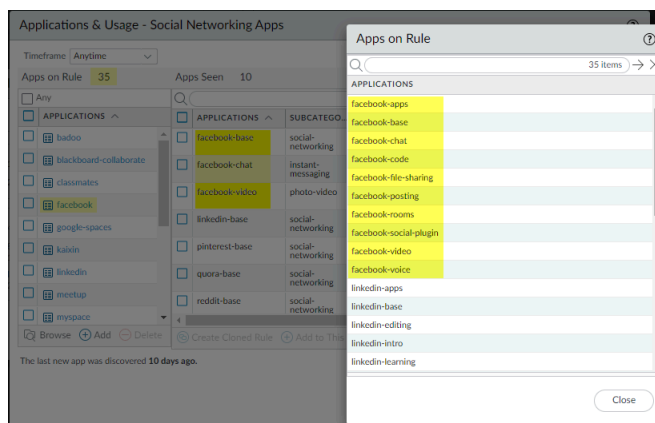 Applications & Usage - Social Networking Apps
Timeframe Anytime
Apps on Rule 35
Apps Seen 10
Any
APPLICATIONS
badoo
blackboard-collaborate
classmates
facebook
google-spaces
kaixin
linkedin
meetup
myspace
Browse Add Delete
APPLICATIONS SUBCATEGO...
facebook-base social-networking
facebook-chat instant-messaging
facebook-video photo-video
linkedin-base social-networking
pinterest-base social-networking
quora-base social-networking
reddit-base social-networking
Create Cloned Rule Add to This
The last new app was discovered 10 days ago.
Apps on Rule
35 items
APPLICATIONS
facebook-apps
facebook-base
facebook-chat
facebook-code
facebook-file-sharing
facebook-posting
facebook-rooms
facebook-social-plugin
facebook-video
facebook-voice
linkedin-apps
linkedin-base
linkedin-editing
linkedin-intro
linkedin-learning
Close